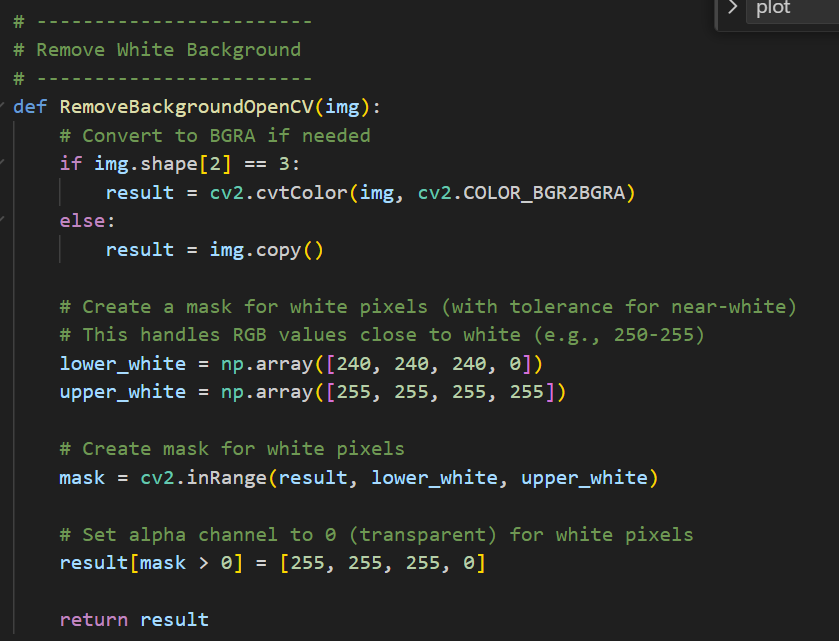 plot
# ------------------------
# Remove White Background
# ------------------------
def RemoveBackgroundOpenCV(img):
    # Convert to BGRA if needed
    if img.shape[2] == 3:
        result = cv2.cvtColor(img, cv2.COLOR_BGR2BGRA)
    else:
        result = img.copy()

    # Create a mask for white pixels (with tolerance for near-white)
    # This handles RGB values close to white (e.g., 250-255)
    lower_white = np.array([240, 240, 240, 0])
    upper_white = np.array([255, 255, 255, 255])

    # Create mask for white pixels
    mask = cv2.inRange(result, lower_white, upper_white)

    # Set alpha channel to 0 (transparent) for white pixels
    result[mask > 0] = [255, 255, 255, 0]

    return result